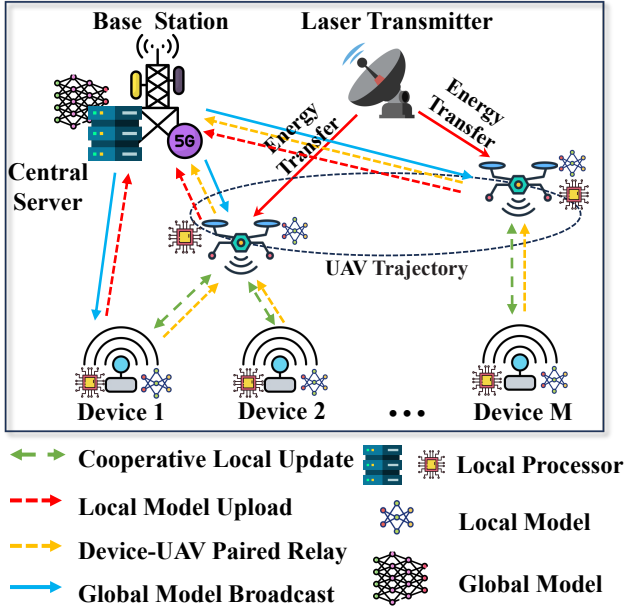 Base Station
Laser Transmitter
Energy
Transfer
Energy
Transfer
5G
Central
Server
UAV Trajectory
Device 1
Device 2
...
Device M
Cooperative Local Update
Local Processor
Local Model Upload
Local Model
Device-UAV Paired Relay
Global Model Broadcast
Global Model